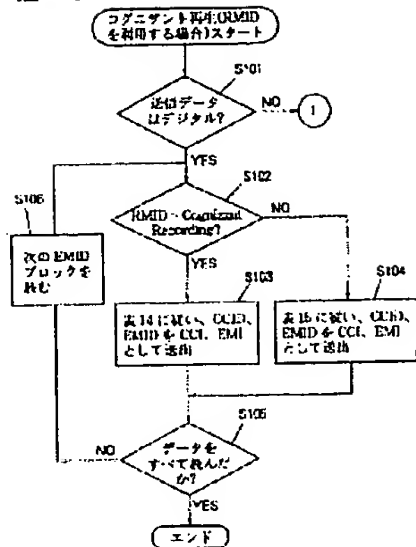 コグニザント再生(RMID
を利用する場合)スタート
S101
送信データ
はデジタル?
NO
1
YES
S102
S106
RMID = Cognizant
Recording?
NO
次のEMID
ブロックを
読む
YES
S103
S104
表14に従い、CCID、
EMIDをCCI、EMI
として送出
表15に従い、CCID、
EMIDをCCI、EMI
として送出
S105
NO
データを
すべて読んだ
か?
YES
エンド